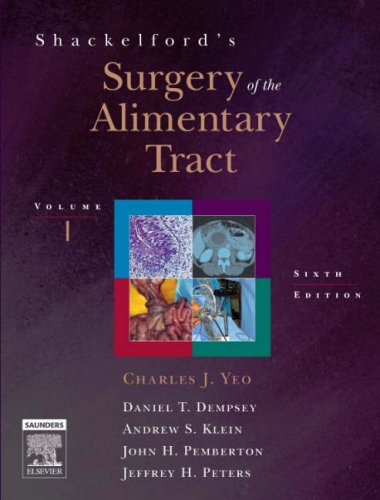 Shackelford's
Surgery of the
Alimentary
Tract
VOLUME
I
SIXTH
EDITION
CHARLES J. YEO
DANIEL T. DEMPSEY
ANDREW S. KLEIN
JOHN H. PEMBERTON
JEFFREY H. PETERS
SAUNDERS
ELSEVIER